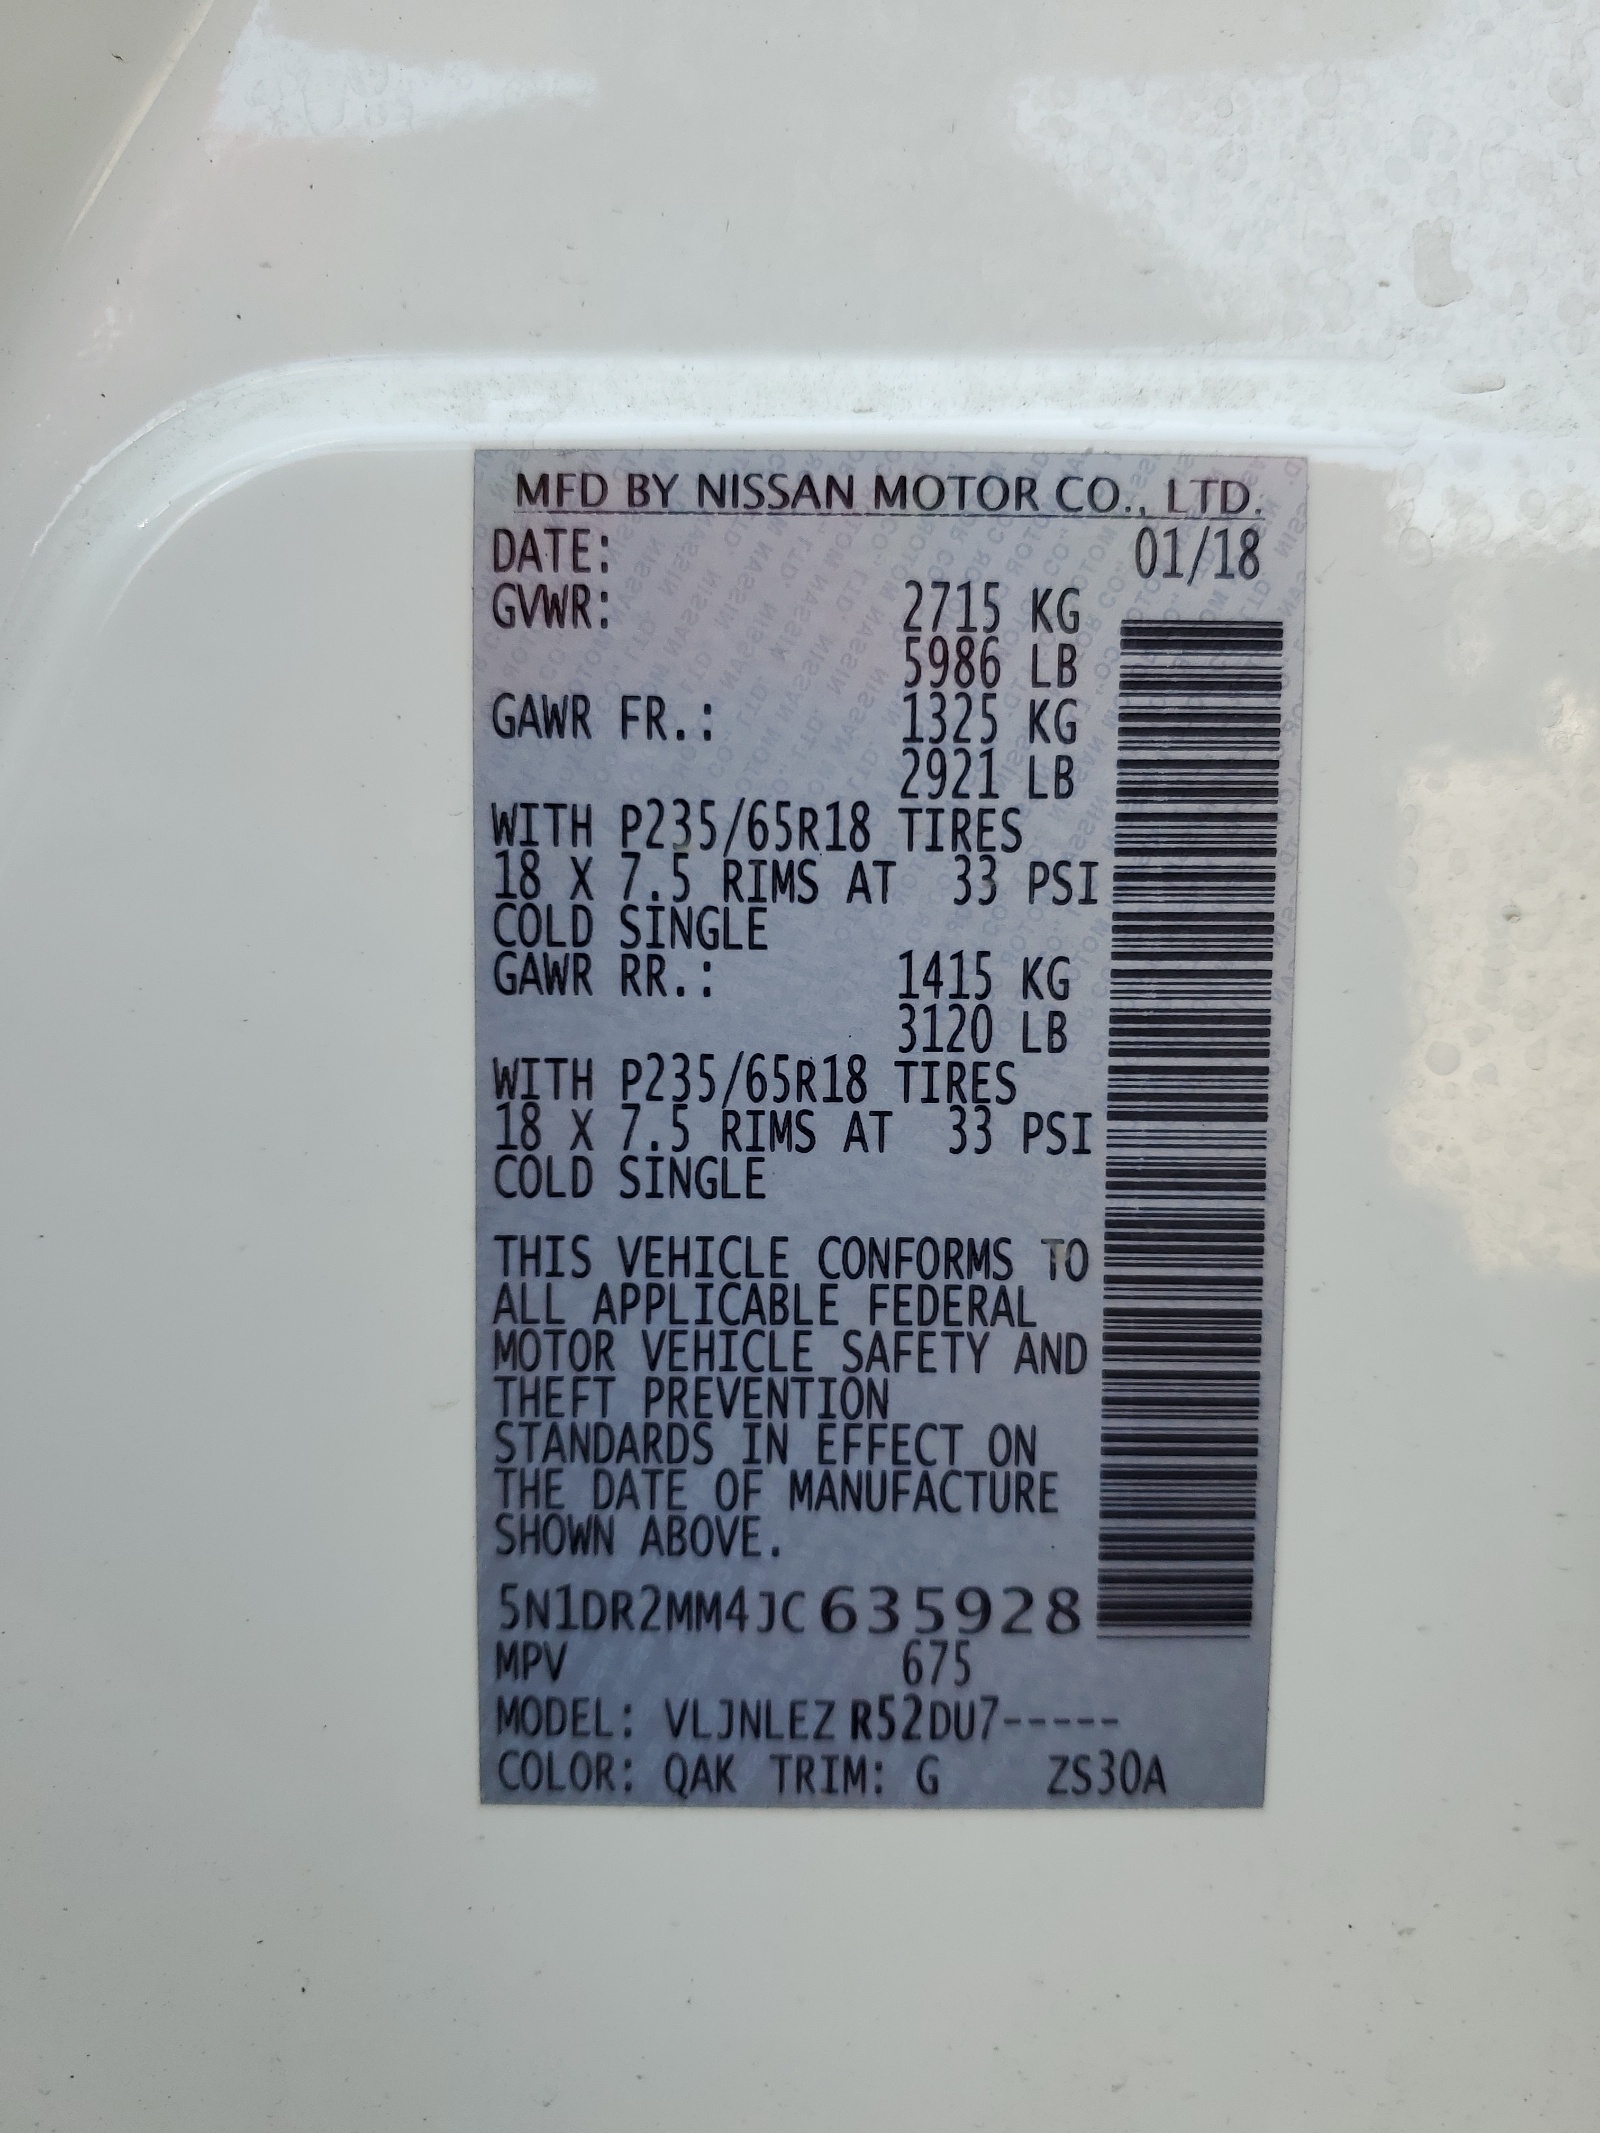 MFD BY NISSAN MOTOR CO., LTD.
DATE: 01/18
GVWR: 2715 KG
5986 LB
GAWR FR.: 1325 KG
2921 LB
WITH P235/65R18 TIRES
18 X 7.5 RIMS AT 33 PSI
COLD SINGLE
GAWR RR.: 1415 KG
3120 LB
WITH P235/65R18 TIRES
18 X 7.5 RIMS AT 33 PSI
COLD SINGLE
THIS VEHICLE CONFORMS TO
ALL APPLICABLE FEDERAL
MOTOR VEHICLE SAFETY AND
THEFT PREVENTION
STANDARDS IN EFFECT ON
THE DATE OF MANUFACTURE
SHOWN ABOVE.
5N1DR2MM4JC635928
MPV 675
MODEL: VLJNLEZ R52DU7-----
COLOR: QAK TRIM: G ZS30A